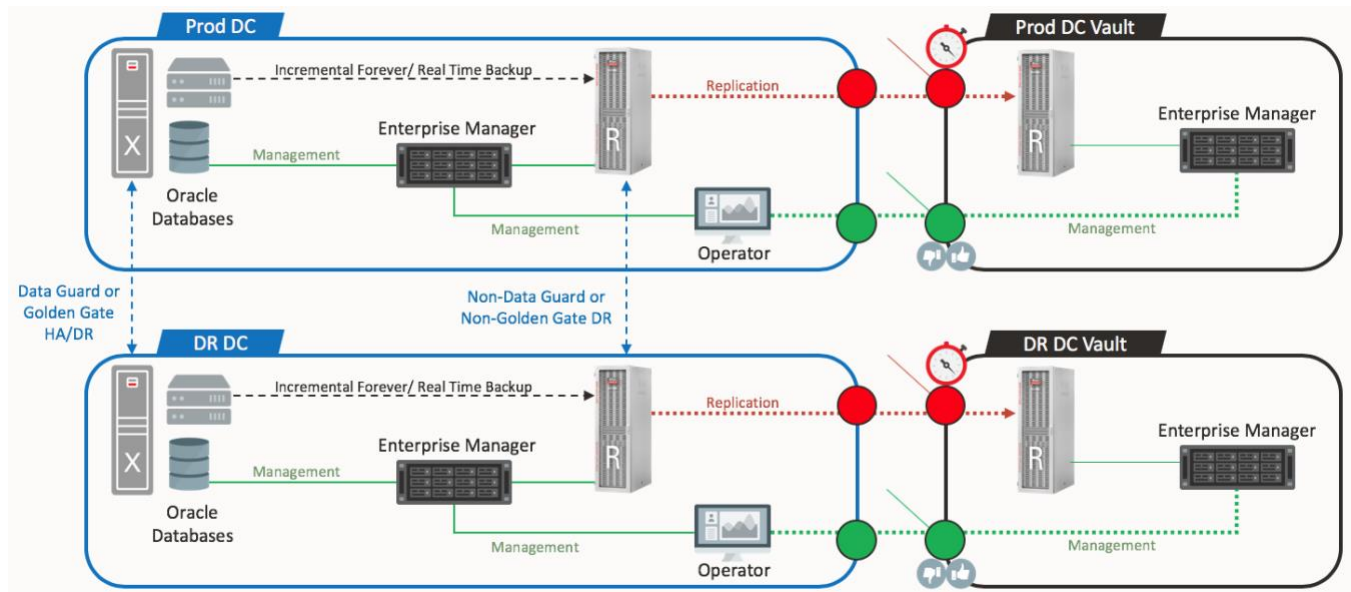 Prod DC
Prod DC Vault
Incremental Forever/ Real Time Backup
Replication
Enterprise Manager
Enterprise Manager
X
R
R
Management
Oracle
Databases
Management
Operator
Management
Data Guard or
Golden Gate
HA/DR
Non-Data Guard or
Non-Golden Gate DR
DR DC
DR DC Vault
Incremental Forever/ Real Time Backup
Replication
Enterprise Manager
Enterprise Manager
X
R
R
Management
Oracle
Databases
Management
Operator
Management